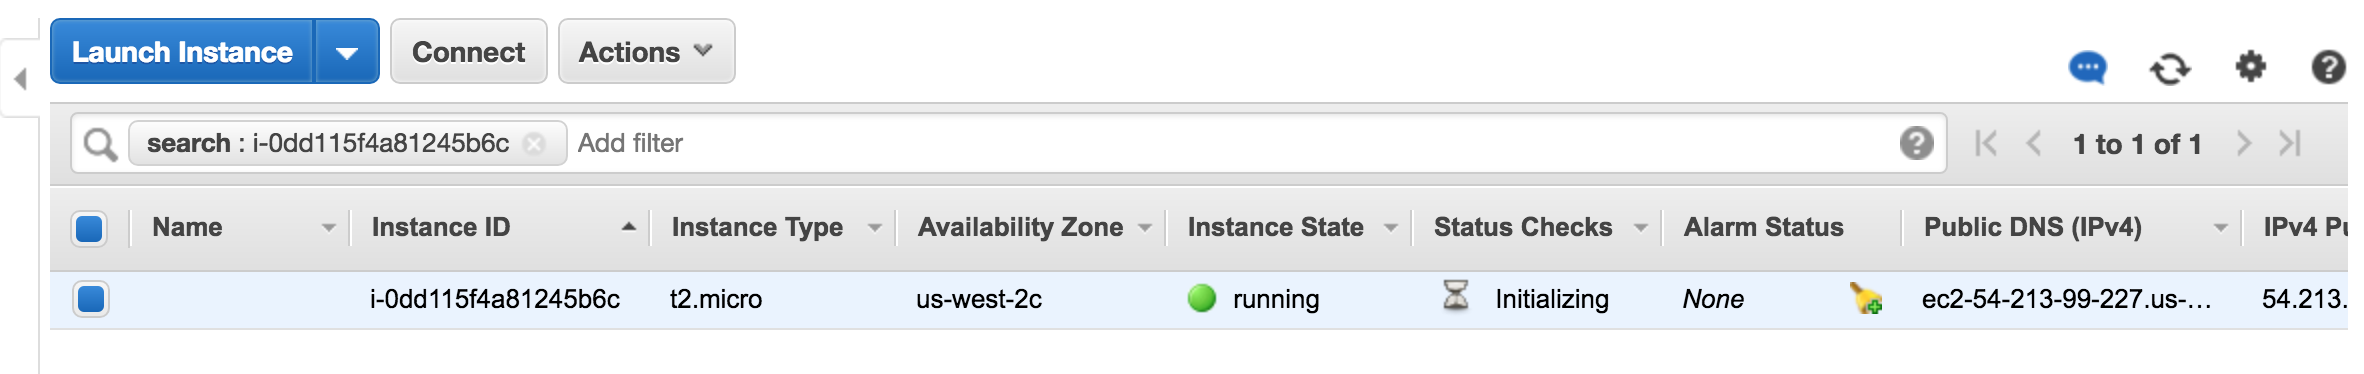 Launch Instance Connect Actions
search : i-0dd115f4a81245b6c Add filter 1 to 1 of 1
Name Instance ID Instance Type Availability Zone Instance State Status Checks Alarm Status Public DNS (IPv4) IPv4 Pu
i-0dd115f4a81245b6c t2.micro us-west-2c running Initializing None ec2-54-213-99-227.us-... 54.213.